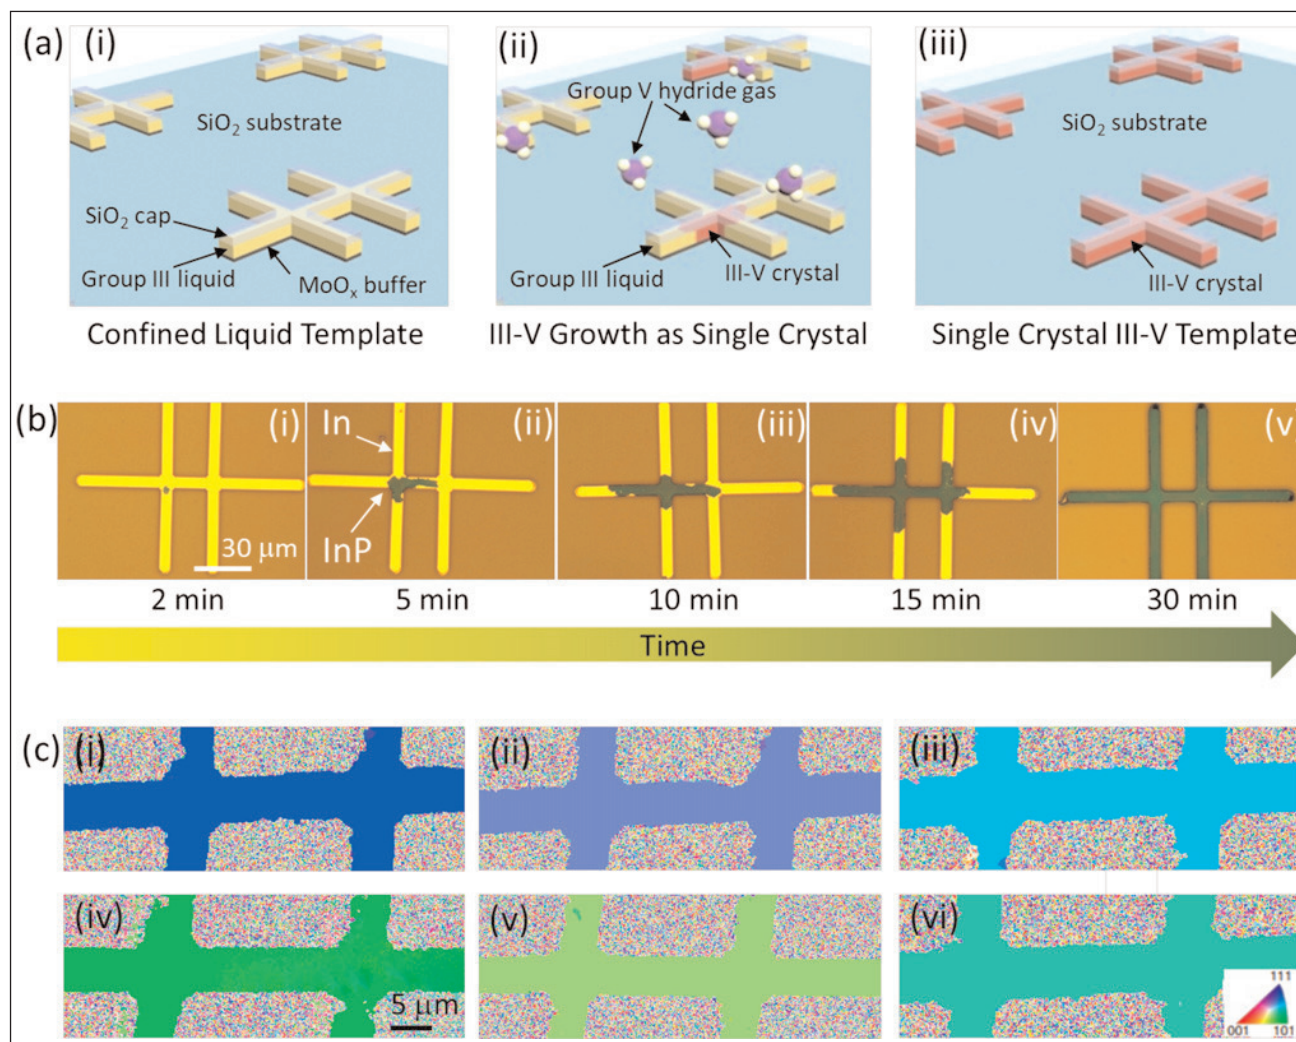 (a)
(i)
SiO₂ substrate
SiO₂ cap
Group III liquid
MoOₓ buffer
Confined Liquid Template
(ii)
Group V hydride gas
Group III liquid
III-V crystal
III-V Growth as Single Crystal
(iii)
SiO₂ substrate
III-V crystal
Single Crystal III-V Template
(b)
(i)
30 μm
(ii)
In
InP
(iii)
(iv)
(v)
2 min
5 min
10 min
15 min
30 min
Time
(c)
(i)
(ii)
(iii)
(iv)
5 μm
(v)
(vi)
111
001
101